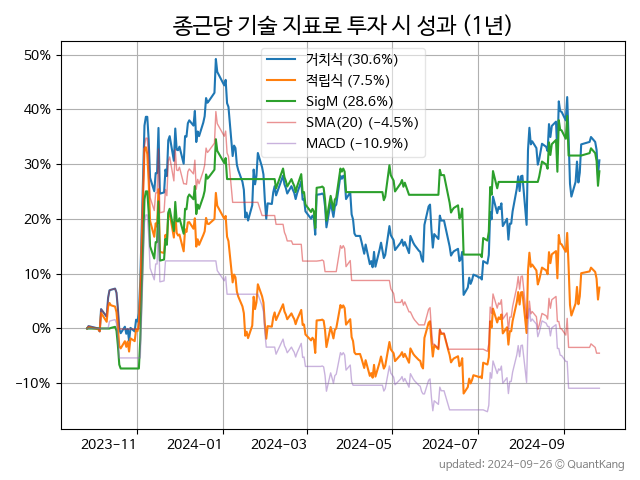 종근당 기술 지표로 투자 시 성과 (1년)
50%
40%
30%
20%
10%
0%
−10%
거치식 (30.6%)
적립식 (7.5%)
SigM (28.6%)
SMA(20) (−4.5%)
MACD (−10.9%)
2023-11
2024-01
2024-03
2024-05
2024-07
2024-09
updated: 2024-09-26 © QuantKang